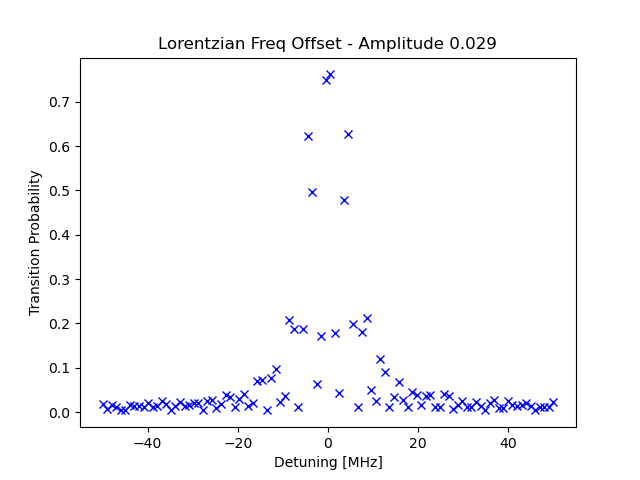 Lorentzian Freq Offset - Amplitude 0.029
Transition Probability
0.7
0.6
0.5
0.4
0.3
0.2
0.1
0.0
−40 −20 0 20 40
Detuning [MHz]